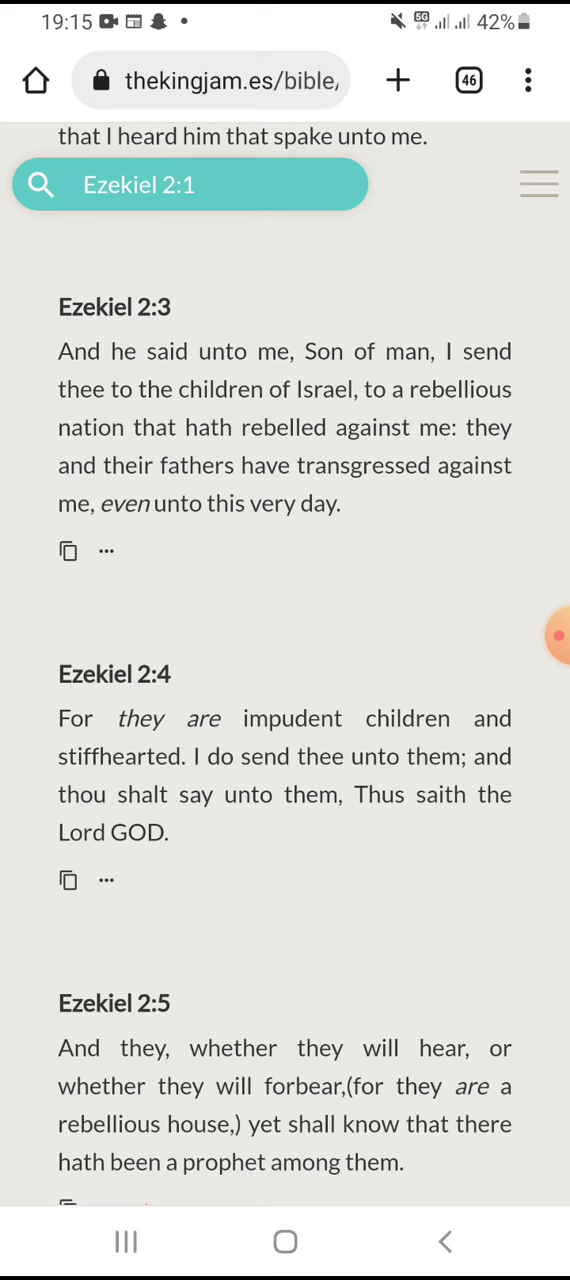 19:15
5G
42%
thekingjam.es/bible/
46
that I heard him that spake unto me.
Ezekiel 2:1
Ezekiel 2:3
And he said unto me, Son of man, I send
thee to the children of Israel, to a rebellious
nation that hath rebelled against me: they
and their fathers have transgressed against
me, even unto this very day.
Ezekiel 2:4
For they are impudent children and
stiffhearted. I do send thee unto them; and
thou shalt say unto them, Thus saith the
Lord GOD.
Ezekiel 2:5
And they, whether they will hear, or
whether they will forbear,(for they are a
rebellious house,) yet shall know that there
hath been a prophet among them.